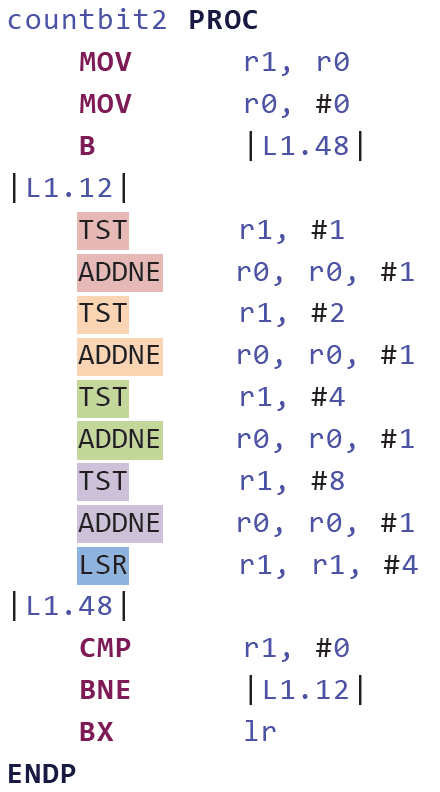 countbit2 PROC
MOV r1, r0
MOV r0, #0
B |L1.48|
|L1.12|
TST r1, #1
ADDNE r0, r0, #1
TST r1, #2
ADDNE r0, r0, #1
TST r1, #4
ADDNE r0, r0, #1
TST r1, #8
ADDNE r0, r0, #1
LSR r1, r1, #4
|L1.48|
CMP r1, #0
BNE |L1.12|
BX lr
ENDP